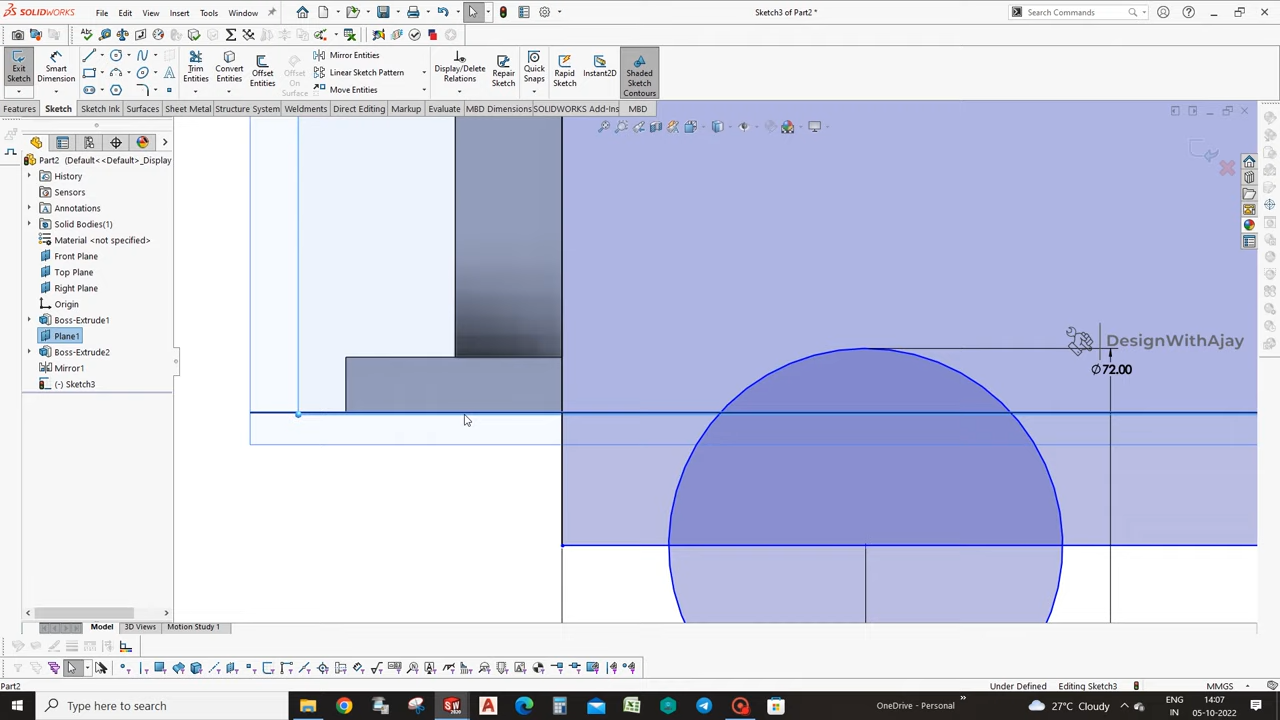 SOLIDWORKS File Edit View Insert Tools Window Sketch3 of Part2 * Search Commands
Exit Sketch Smart Dimension Trim Entities Convert Entities Offset Entities Offset On Surface Mirror Entities Linear Sketch Pattern Move Entities Display/Delete Relations Repair Sketch Quick Snaps Rapid Sketch Instant2D Shaded Sketch Contours
Features Sketch Sketch Ink Surfaces Sheet Metal Structure System Weldments Direct Editing Markup Evaluate MBD Dimensions SOLIDWORKS Add-Ins MBD
Part2 (Default<<Default>_Display
History
Sensors
Annotations
Solid Bodies(1)
Material <not specified>
Front Plane
Top Plane
Right Plane
Origin
Boss-Extrude1
Plane1
Boss-Extrude2
Mirror1
(-) Sketch3
DesignWithAjay
Ø72.00
Model 3D Views Motion Study 1
Part2 Under Defined Editing Sketch3 MMGS
Type here to search OneDrive - Personal 27°C Cloudy ENG IN 14:07 05-10-2022